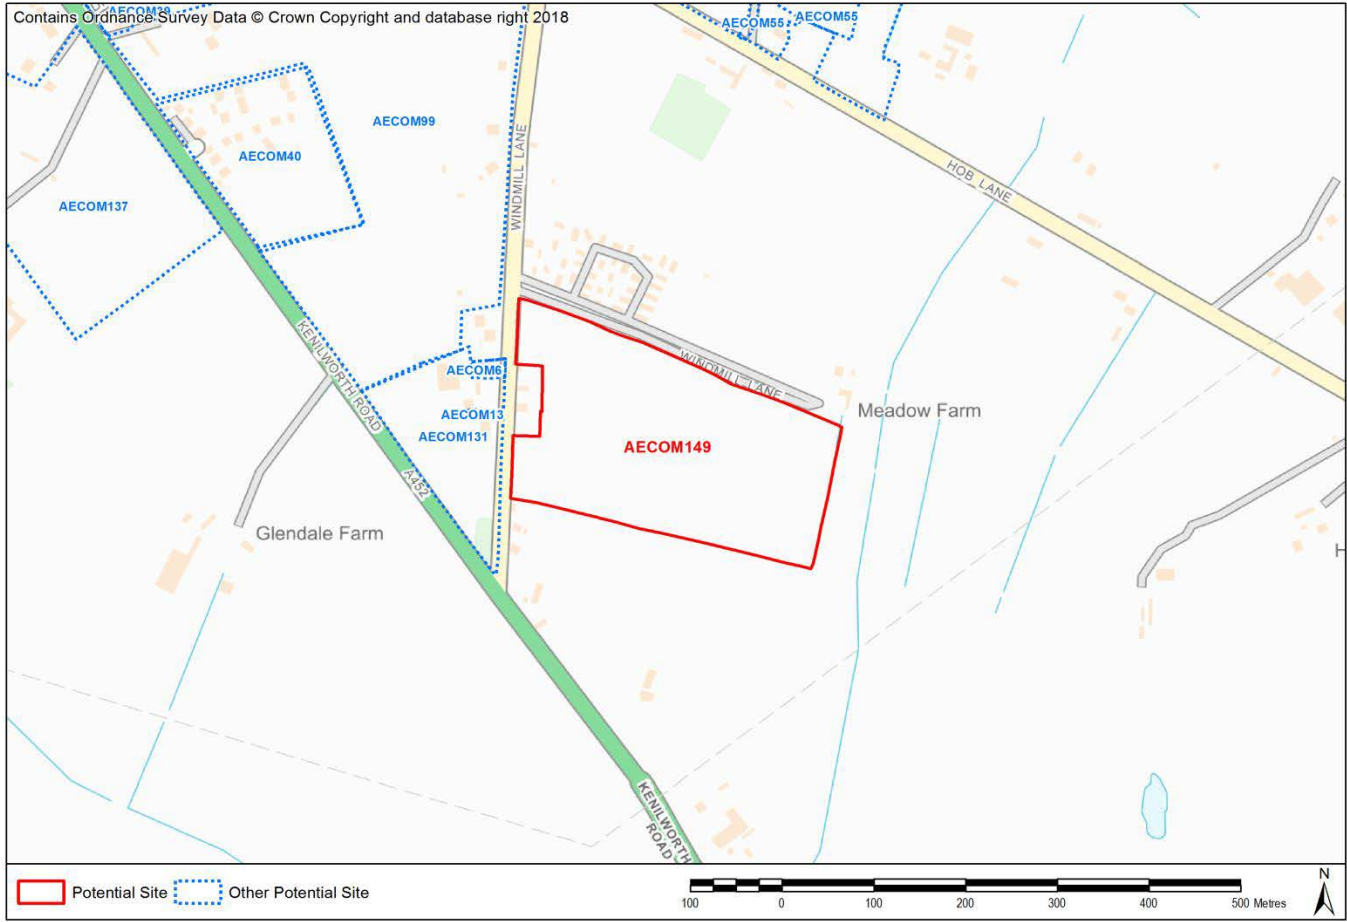 Contains Ordnance Survey Data © Crown Copyright and database right 2018
AECOM55
AECOM55
AECOM99
AECOM40
AECOM137
WINDMILL LANE
HOB LANE
KENILWORTH ROAD
A452
AECOM6
AECOM13
AECOM131
WINDMILL LANE
Meadow Farm
AECOM149
Glendale Farm
H
KENILWORTH
ROAD
Potential Site
Other Potential Site
100 0 100 200 300 400 500 Metres
N